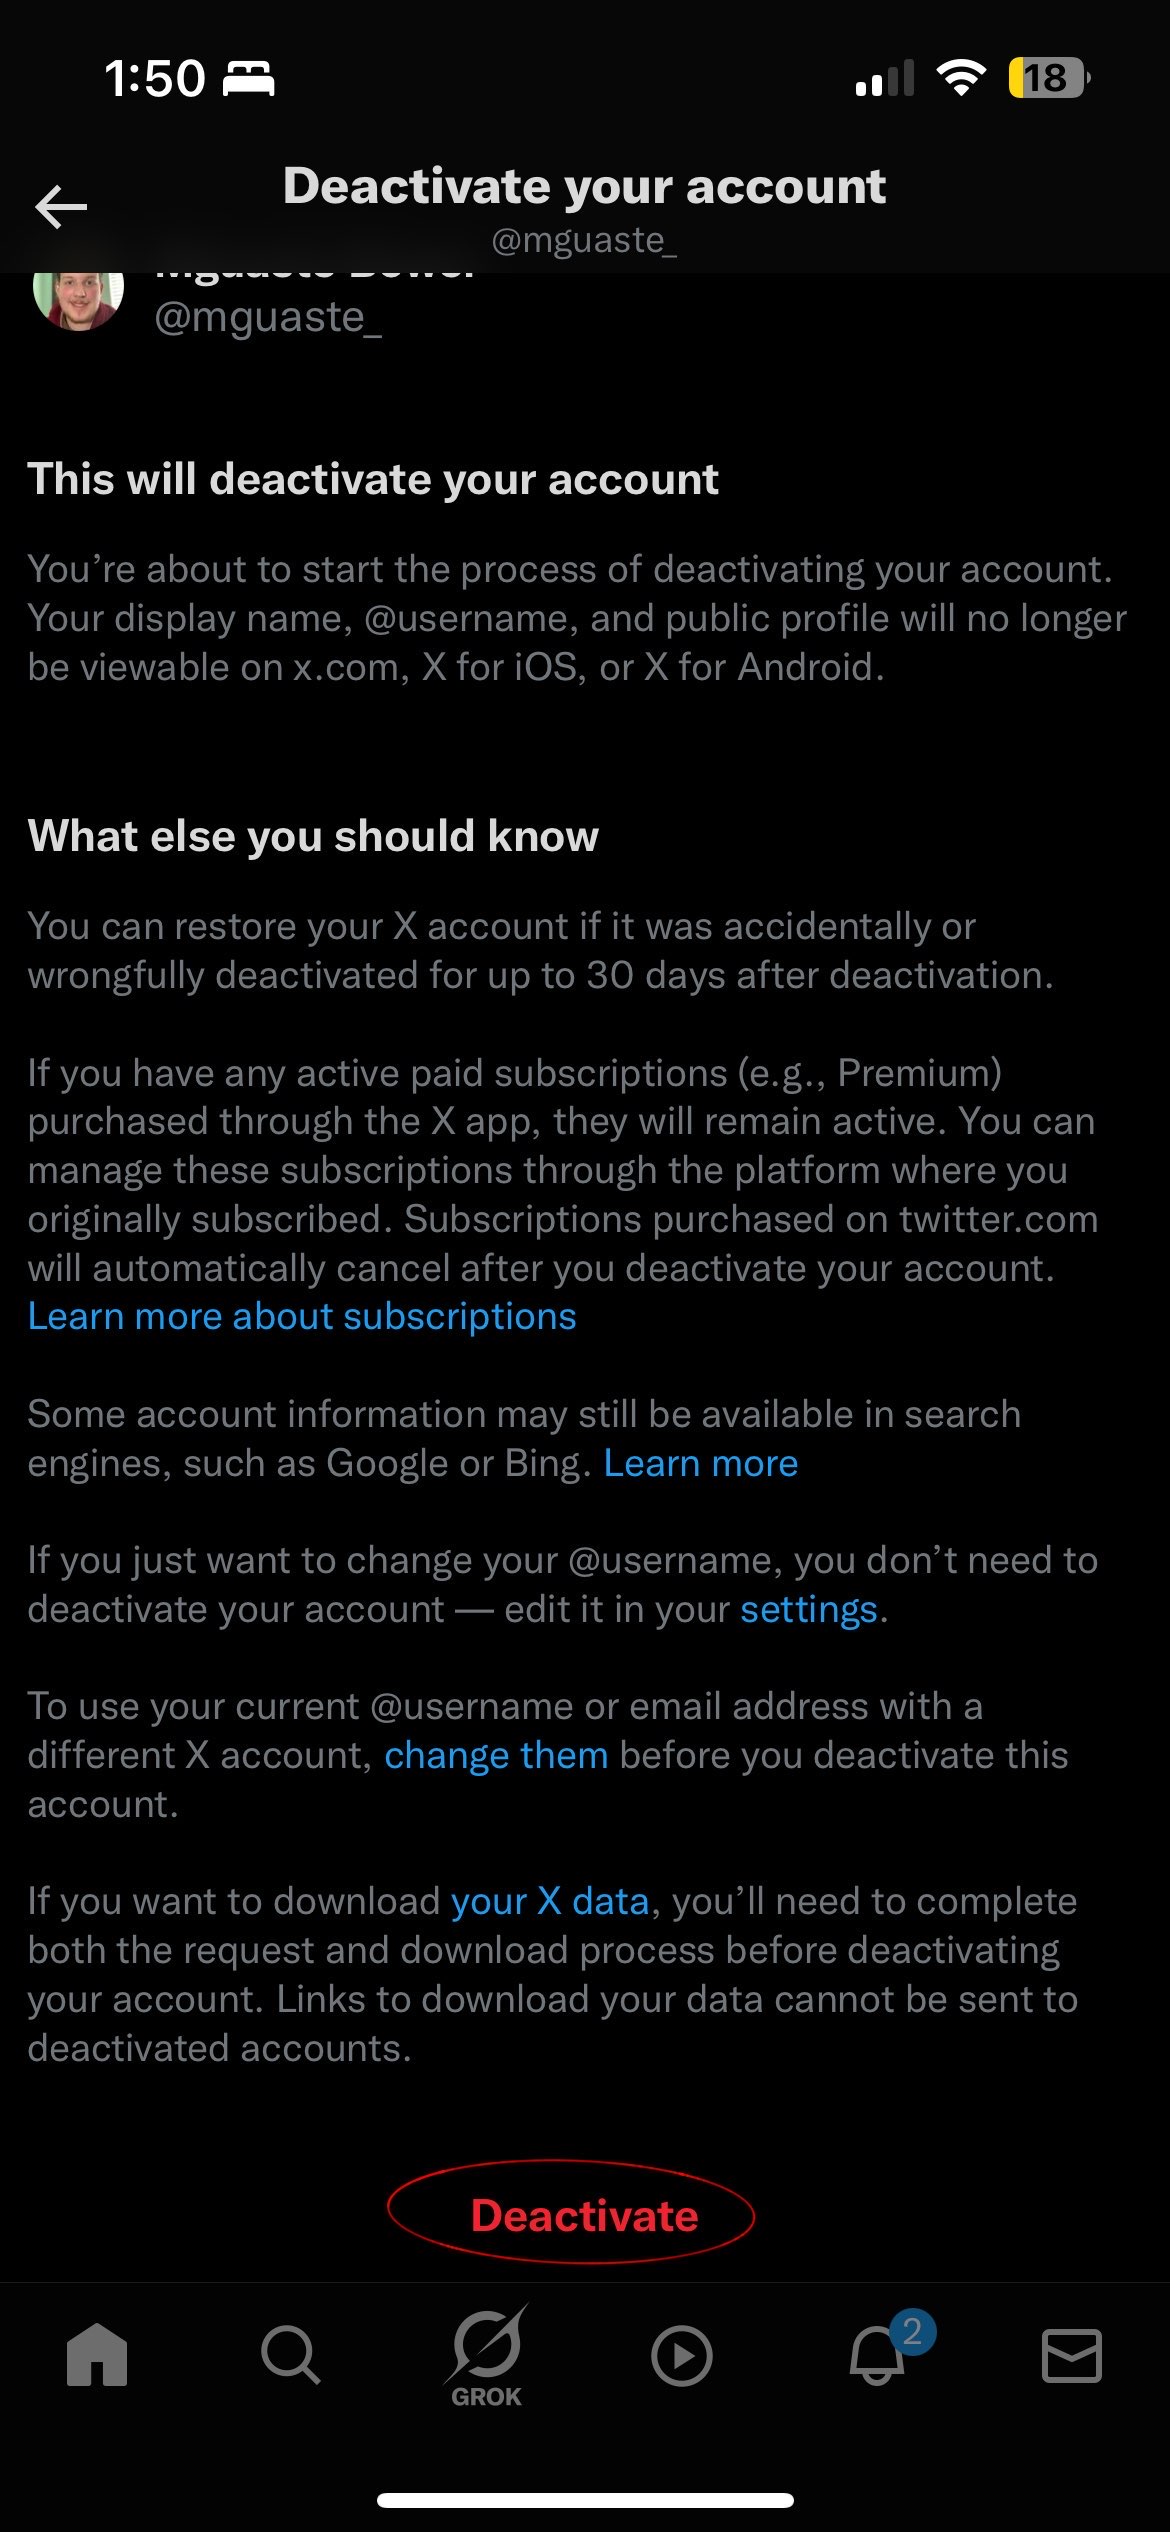 1:50
18
Deactivate your account
@mguaste_
@mguaste_
This will deactivate your account
You’re about to start the process of deactivating your account.
Your display name, @username, and public profile will no longer
be viewable on x.com, X for iOS, or X for Android.
What else you should know
You can restore your X account if it was accidentally or
wrongfully deactivated for up to 30 days after deactivation.
If you have any active paid subscriptions (e.g., Premium)
purchased through the X app, they will remain active. You can
manage these subscriptions through the platform where you
originally subscribed. Subscriptions purchased on twitter.com
will automatically cancel after you deactivate your account.
Learn more about subscriptions
Some account information may still be available in search
engines, such as Google or Bing. Learn more
If you just want to change your @username, you don’t need to
deactivate your account — edit it in your settings.
To use your current @username or email address with a
different X account, change them before you deactivate this
account.
If you want to download your X data, you’ll need to complete
both the request and download process before deactivating
your account. Links to download your data cannot be sent to
deactivated accounts.
Deactivate
2
GROK